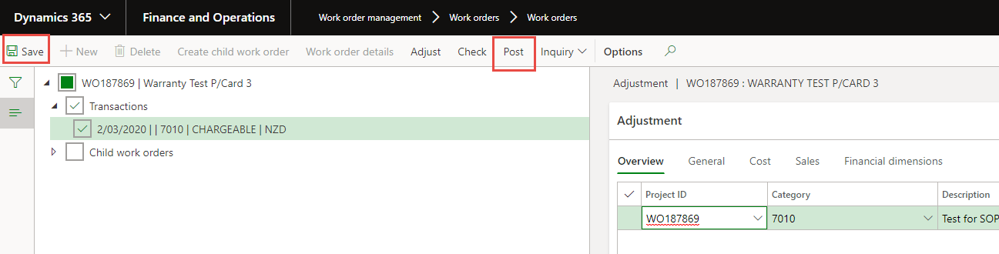 Dynamics 365 Finance and Operations Work order management Work orders Work orders
Save New Delete Create child work order Work order details Adjust Check Post Inquiry Options
WO187869 | Warranty Test P/Card 3
Transactions
2/03/2020 | | 7010 | CHARGEABLE | NZD
Child work orders
Adjustment | WO187869 : WARRANTY TEST P/CARD 3
Adjustment
Overview General Cost Sales Financial dimensions
Project ID Category Description
WO187869 7010 Test for SOP